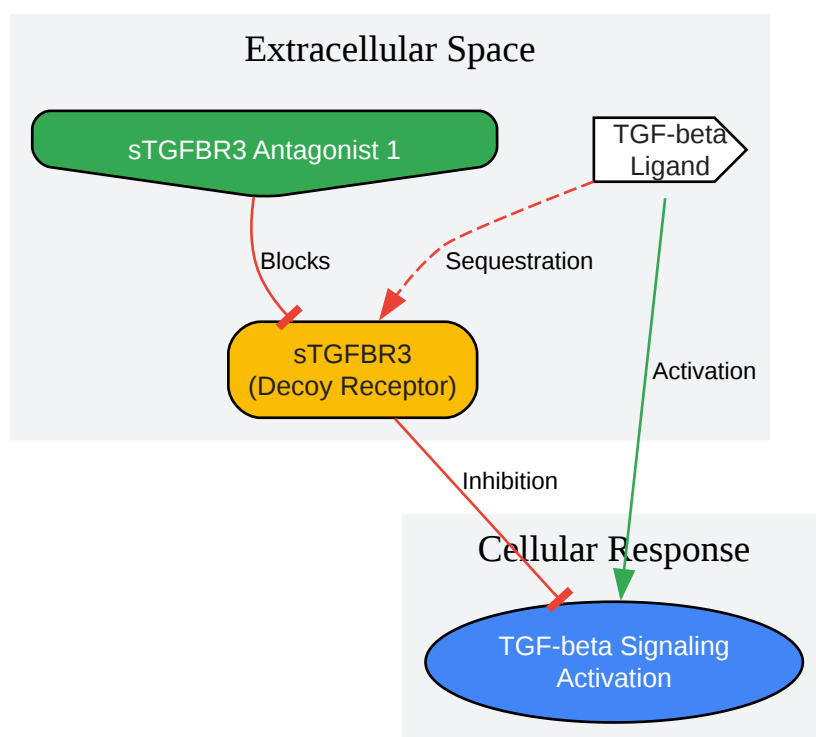 Extracellular Space
sTGFBR3 Antagonist 1
TGF-beta
Ligand
Blocks
Sequestration
sTGFBR3
(Decoy Receptor)
Activation
Inhibition
Cellular Response
TGF-beta Signaling
Activation